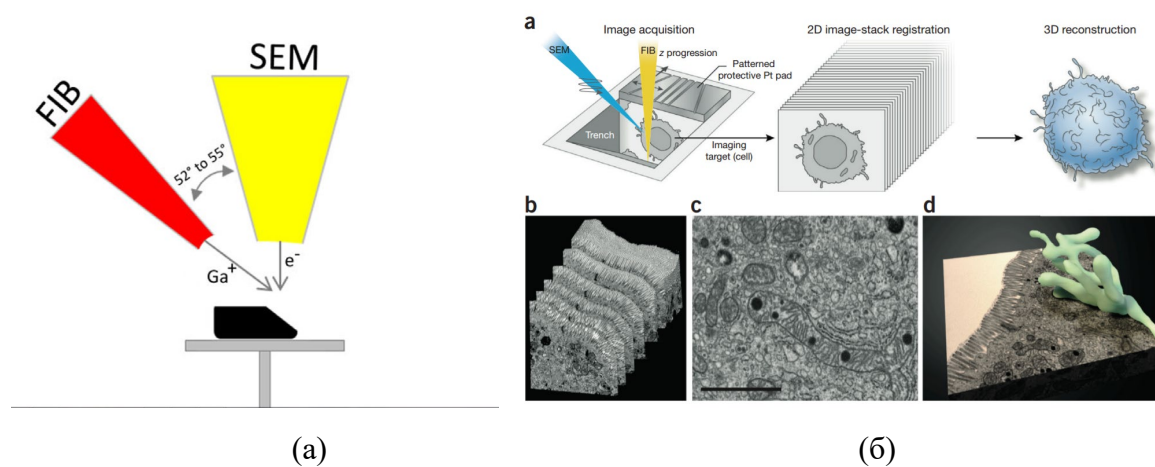 FIB
SEM
52° to 55°
Ga⁺
e⁻
(а)
a
Image acquisition
2D image-stack registration
3D reconstruction
SEM
FIB
z progression
Patterned
protective Pt pad
Trench
Imaging
target (cell)
b
c
d
(б)